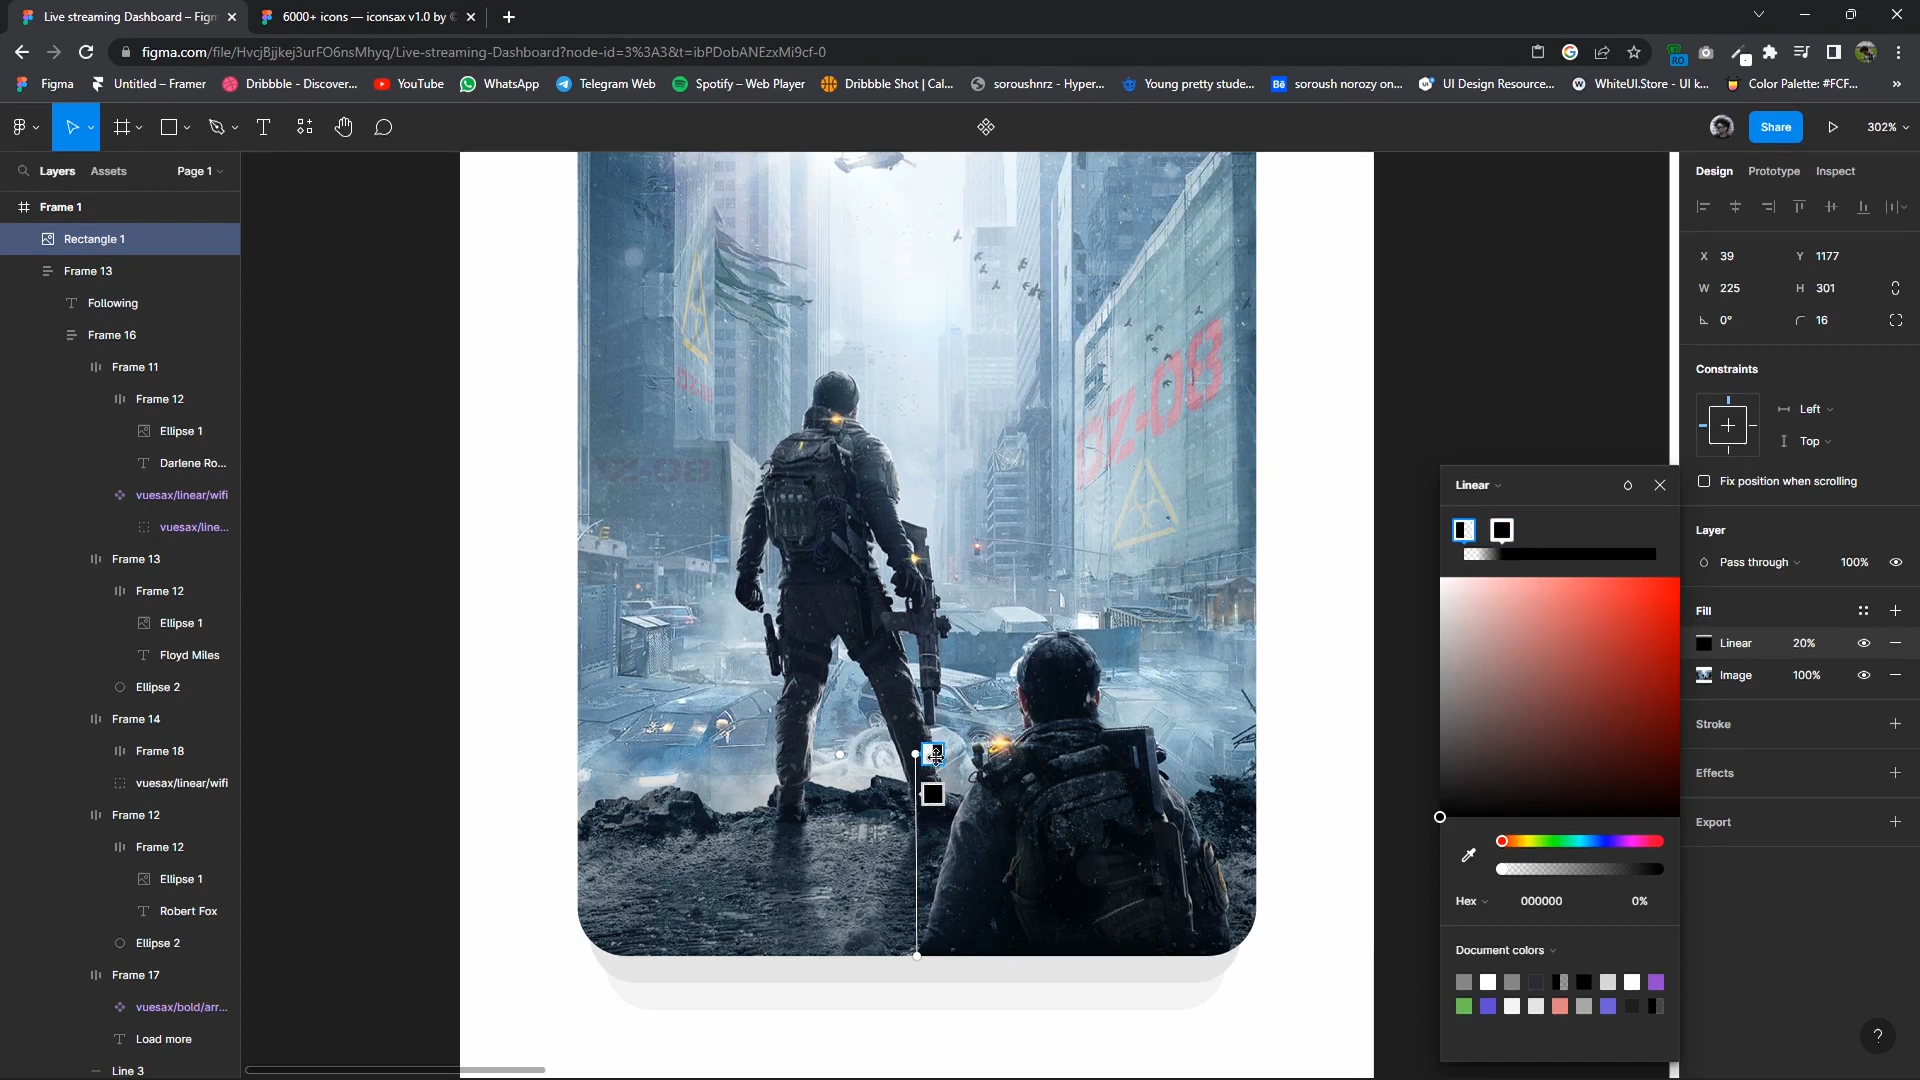 Live streaming Dashboard – Figm
6000+ icons — iconsax v1.0 by
figma.com/file/HvcjBjjkej3urFO6nsMhyq/Live-streaming-Dashboard?node-id=3%3A3&t=ibPDobANEzxMi9cf-0
RO
Figma
Untitled – Framer
Dribbble - Discover...
YouTube
WhatsApp
Telegram Web
Spotify – Web Player
Dribbble Shot | Cal...
soroushnrz - Hyper...
Young pretty stude...
Bē soroush norozy on...
UI Design Resource...
WhiteUI.Store - UI k...
Color Palette: #FCF...
»
Share
302%
Layers
Assets
Page 1
Frame 1
Rectangle 1
Frame 13
Following
Frame 16
Frame 11
Frame 12
Ellipse 1
Darlene Ro...
vuesax/linear/wifi
vuesax/line...
Frame 13
Frame 12
Ellipse 1
Floyd Miles
Ellipse 2
Frame 14
Frame 18
vuesax/linear/wifi
Frame 12
Frame 12
Ellipse 1
Robert Fox
Ellipse 2
Frame 17
vuesax/bold/arr...
Load more
Line 3
DZ-08
DZ-08
Design
Prototype
Inspect
X 39
Y 1177
W 225
H 301
0°
16
Constraints
Left
Top
Fix position when scrolling
Layer
Pass through
100%
Fill
Linear
20%
Image
100%
Stroke
Effects
Export
Linear
Hex
000000
0%
Document colors
?